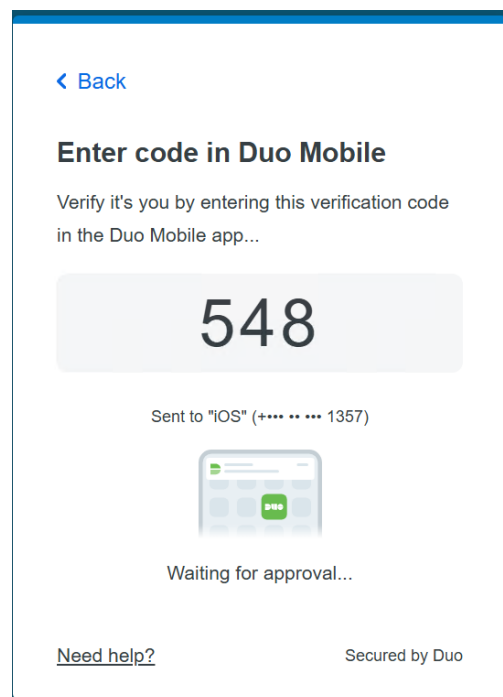 Back
Enter code in Duo Mobile
Verify it's you by entering this verification code
in the Duo Mobile app...
548
Sent to "iOS" (+••• •• ••• 1357)
DUO
Waiting for approval...
Need help?
Secured by Duo